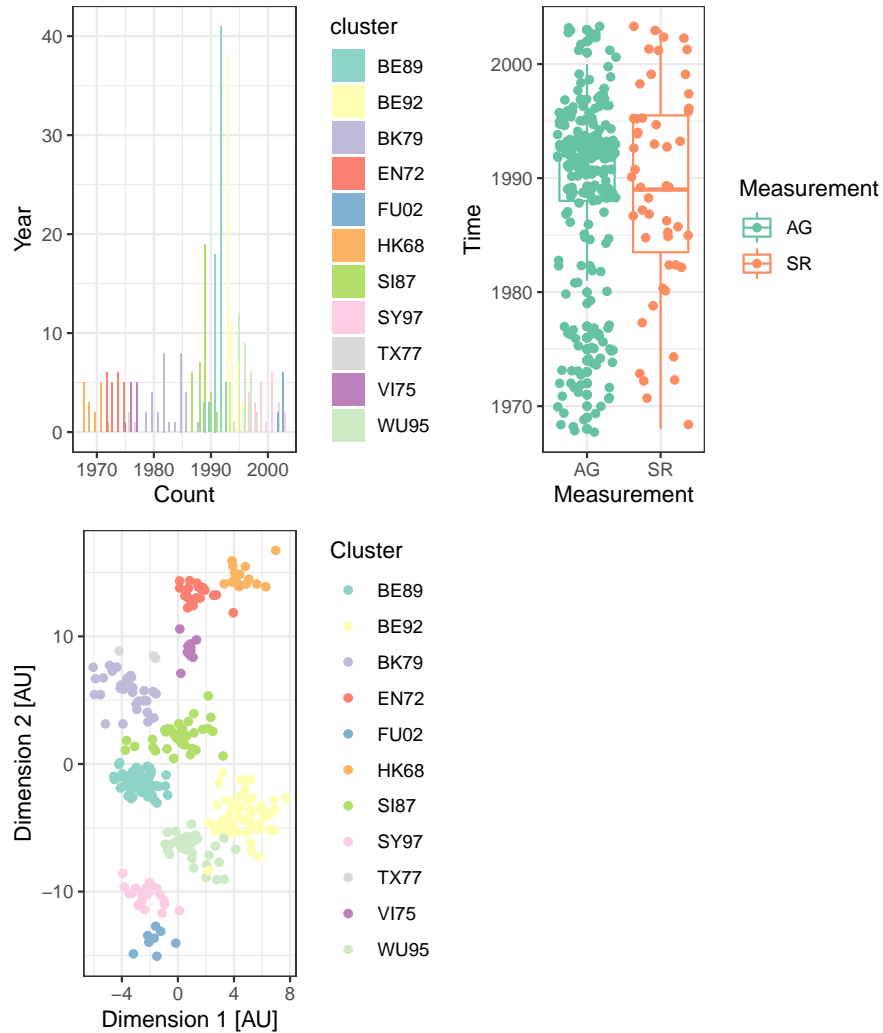 40
30
20
10
0
Year
1970
1980
1990
2000
Count
cluster
BE89
BE92
BK79
EN72
FU02
HK68
SI87
SY97
TX77
VI75
WU95
2000
1990
1980
1970
Time
AG
SR
Measurement
Measurement
AG
SR
10
0
−10
Dimension 2 [AU]
−4
0
4
8
Dimension 1 [AU]
Cluster
BE89
BE92
BK79
EN72
FU02
HK68
SI87
SY97
TX77
VI75
WU95